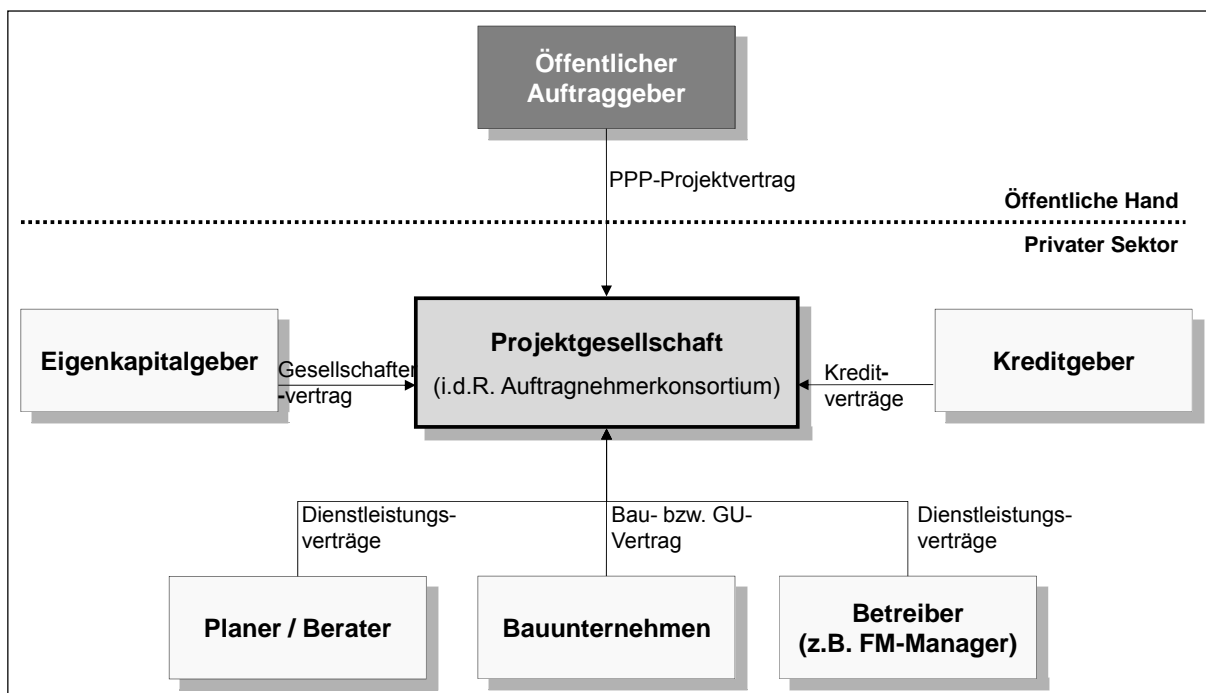 Öffentlicher
Auftraggeber
PPP-Projektvertrag
Öffentliche Hand
Privater Sektor
Eigenkapitalgeber
Gesellschafter
-vertrag
Projektgesellschaft
(i.d.R. Auftragnehmerkonsortium)
Kredit-
verträge
Kreditgeber
Dienstleistungs-
verträge
Bau- bzw. GU-
Vertrag
Dienstleistungs-
verträge
Planer / Berater
Bauunternehmen
Betreiber
(z.B. FM-Manager)